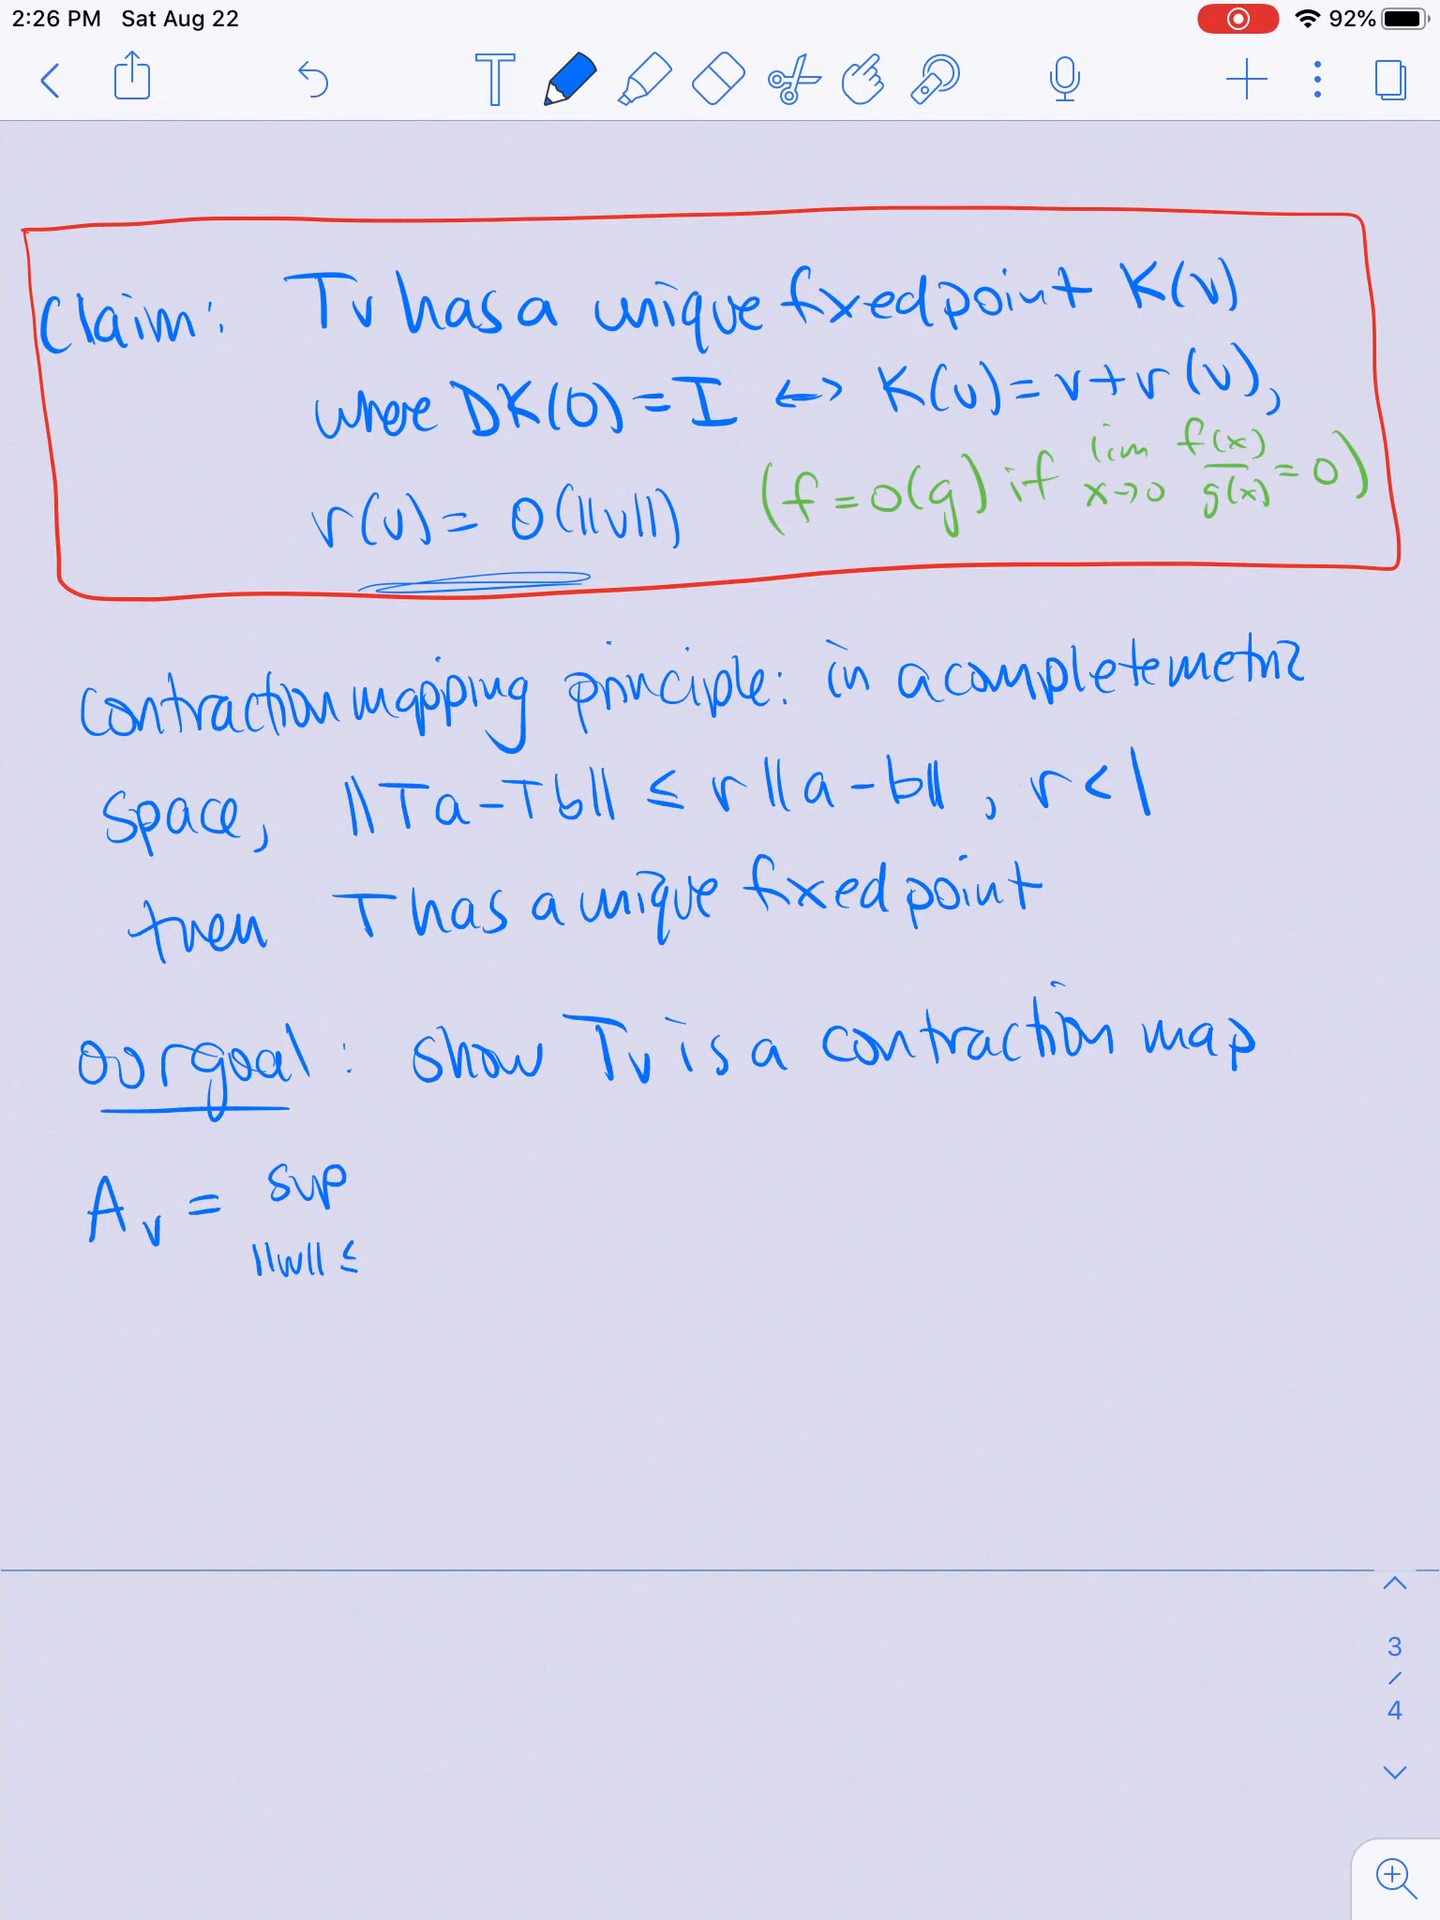 2:26 PM Sat Aug 22 92%
T
Claim: Tv has a unique fixed point K(v)
where DK(0) = I ↔ K(v) = v + r(v),
r(v) = o(||v||) (f = o(g) if lim x→0 f(x)/g(x) = 0)
contraction mapping principle: in a complete metric
space, ||Ta - Tb|| ≤ r||a - b||, r < 1
then T has a unique fixed point
our goal: show Tv is a contraction map
Av = sup
||w|| ≤
3
/
4